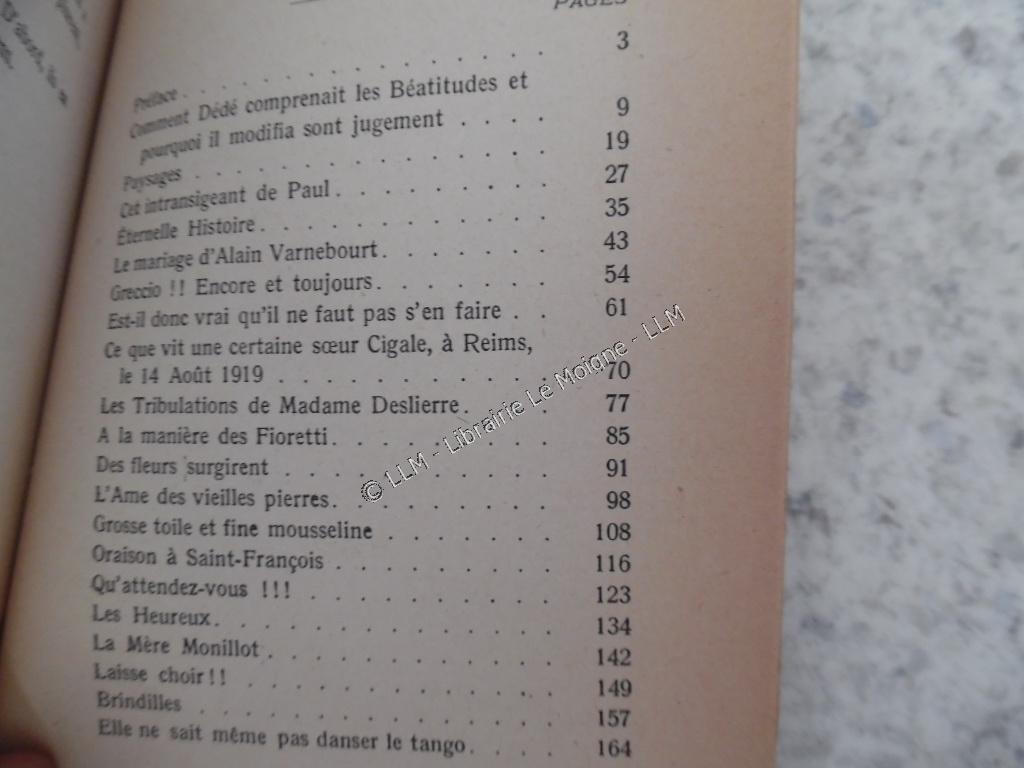 PAGES
Préface . . . . . . . . . . . . . 3
Comment Dédé comprenait les Béatitudes et
pourquoi il modifia sont jugement . . . . 9
Paysages . . . . . . . . . . . . 19
Cet intransigeant de Paul . . . . . . . 27
Éternelle Histoire . . . . . . . . . 35
Le mariage d'Alain Varnebourt . . . . . . 43
Greccio !! Encore et toujours . . . . . . 54
Est-il donc vrai qu'il ne faut pas s'en faire . . 61
Ce que vit une certaine sœur Cigale, à Reims,
le 14 Août 1919 . . . . . . . . . 70
Les Tribulations de Madame Deslierre . . . 77
A la manière des Fioretti . . . . . . . 85
Des fleurs surgirent . . . . . . . . 91
L'Ame des vieilles pierres . . . . . . . 98
Grosse toile et fine mousseline . . . . . . 108
Oraison à Saint-François . . . . . . . 116
Qu'attendez-vous !!! . . . . . . . . 123
Les Heureux . . . . . . . . . . . 134
La Mère Monillot . . . . . . . . . 142
Laisse choir !! . . . . . . . . . . 149
Brindilles . . . . . . . . . . . 157
Elle ne sait même pas danser le tango . . . 164
© LLM - Librairie Le Moigne - LLM